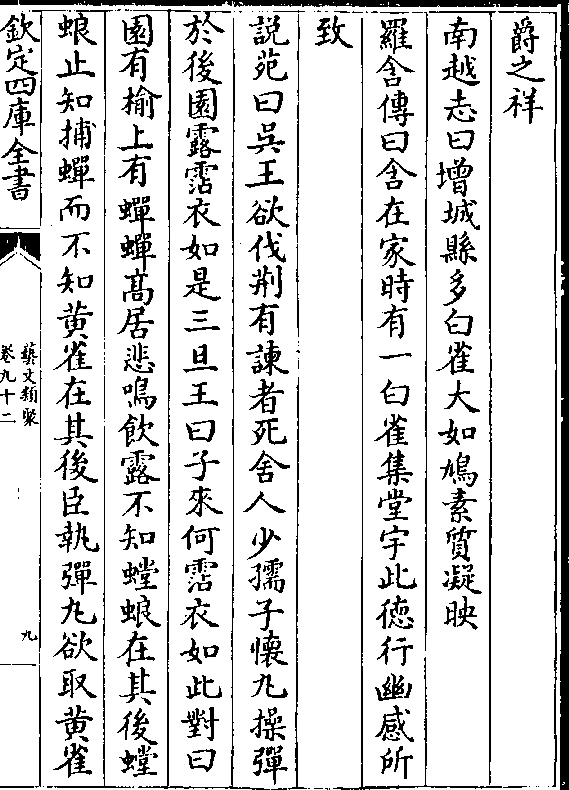 爵之祥
南越志曰增城縣多白雀大如鳩素質凝映
羅含傳曰含在家時有一白雀集堂宇此徳行幽感所
致
說苑曰吳王欲伐荆有諫者死舍人少孺子懷丸操彈
於後園露霑衣如是三旦王曰子來何霑衣如此對曰
園有榆上有蟬蟬髙居悲鳴飲露不知螳蜋在其後螳
蜋止知捕蟬而不知黄雀在其後臣執彈丸欲取黄雀
欽定四庫全書
藝文類聚
卷九十二
九